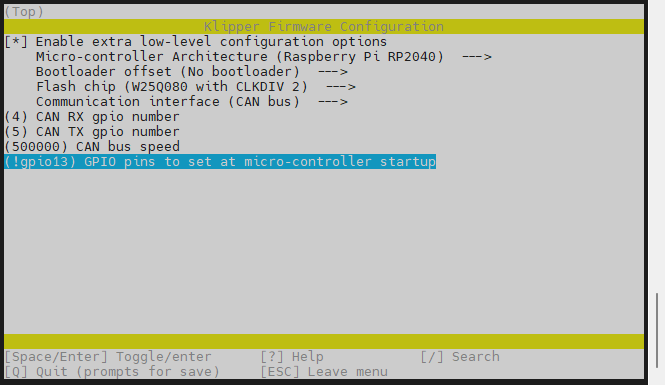 (Top)
Klipper Firmware Configuration
[*] Enable extra low-level configuration options
Micro-controller Architecture (Raspberry Pi RP2040) --->
Bootloader offset (No bootloader) --->
Flash chip (W25Q080 with CLKDIV 2) --->
Communication interface (CAN bus) --->
(4) CAN RX gpio number
(5) CAN TX gpio number
(500000) CAN bus speed
(!gpio13) GPIO pins to set at micro-controller startup
[Space/Enter] Toggle/enter [?] Help [/] Search
[Q] Quit (prompts for save) [ESC] Leave menu